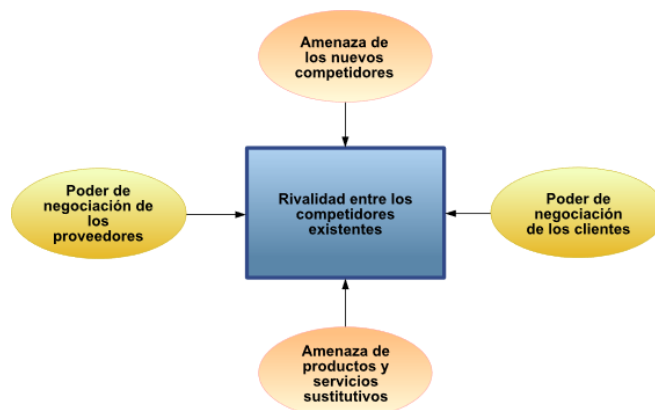 Amenaza de
los nuevos
competidores
Poder de
negociación de
los
proveedores
Rivalidad entre los
competidores
existentes
Poder de
negociación
de los clientes
Amenaza de
productos y
servicios
sustitutivos